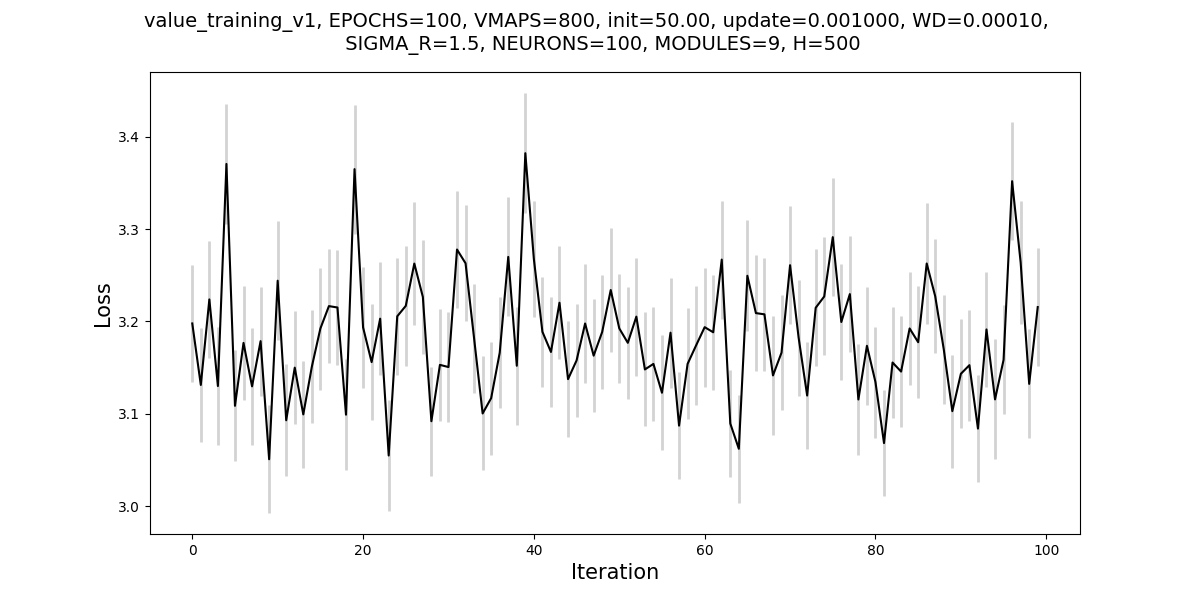 value_training_v1, EPOCHS=100, VMAPS=800, init=50.00, update=0.001000, WD=0.00010,
SIGMA_R=1.5, NEURONS=100, MODULES=9, H=500
3.4
3.3
3.2
3.1
3.0
Loss
0 20 40 60 80 100
Iteration